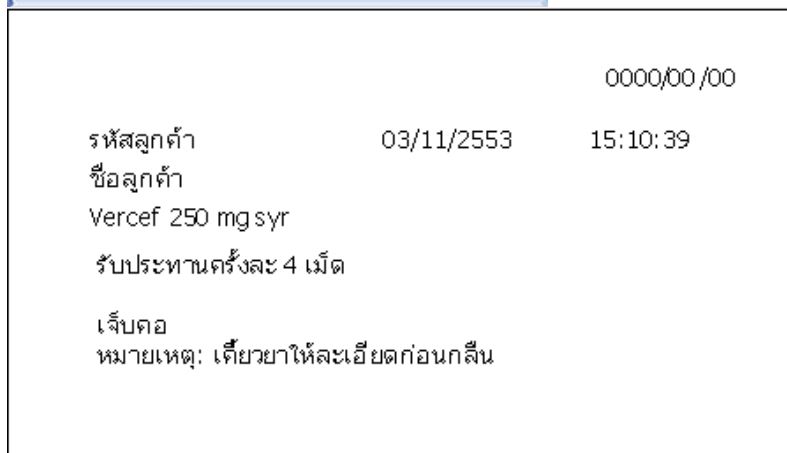 0000/00/00
รหัสลูกค้า 03/11/2553 15:10:39
ชื่อลูกค้า
Vercef 250 mg syr
รับประทานครั้งละ 4 เม็ด
เจ็บคอ
หมายเหตุ: เคี้ยวยาให้ละเอียดก่อนกลืน